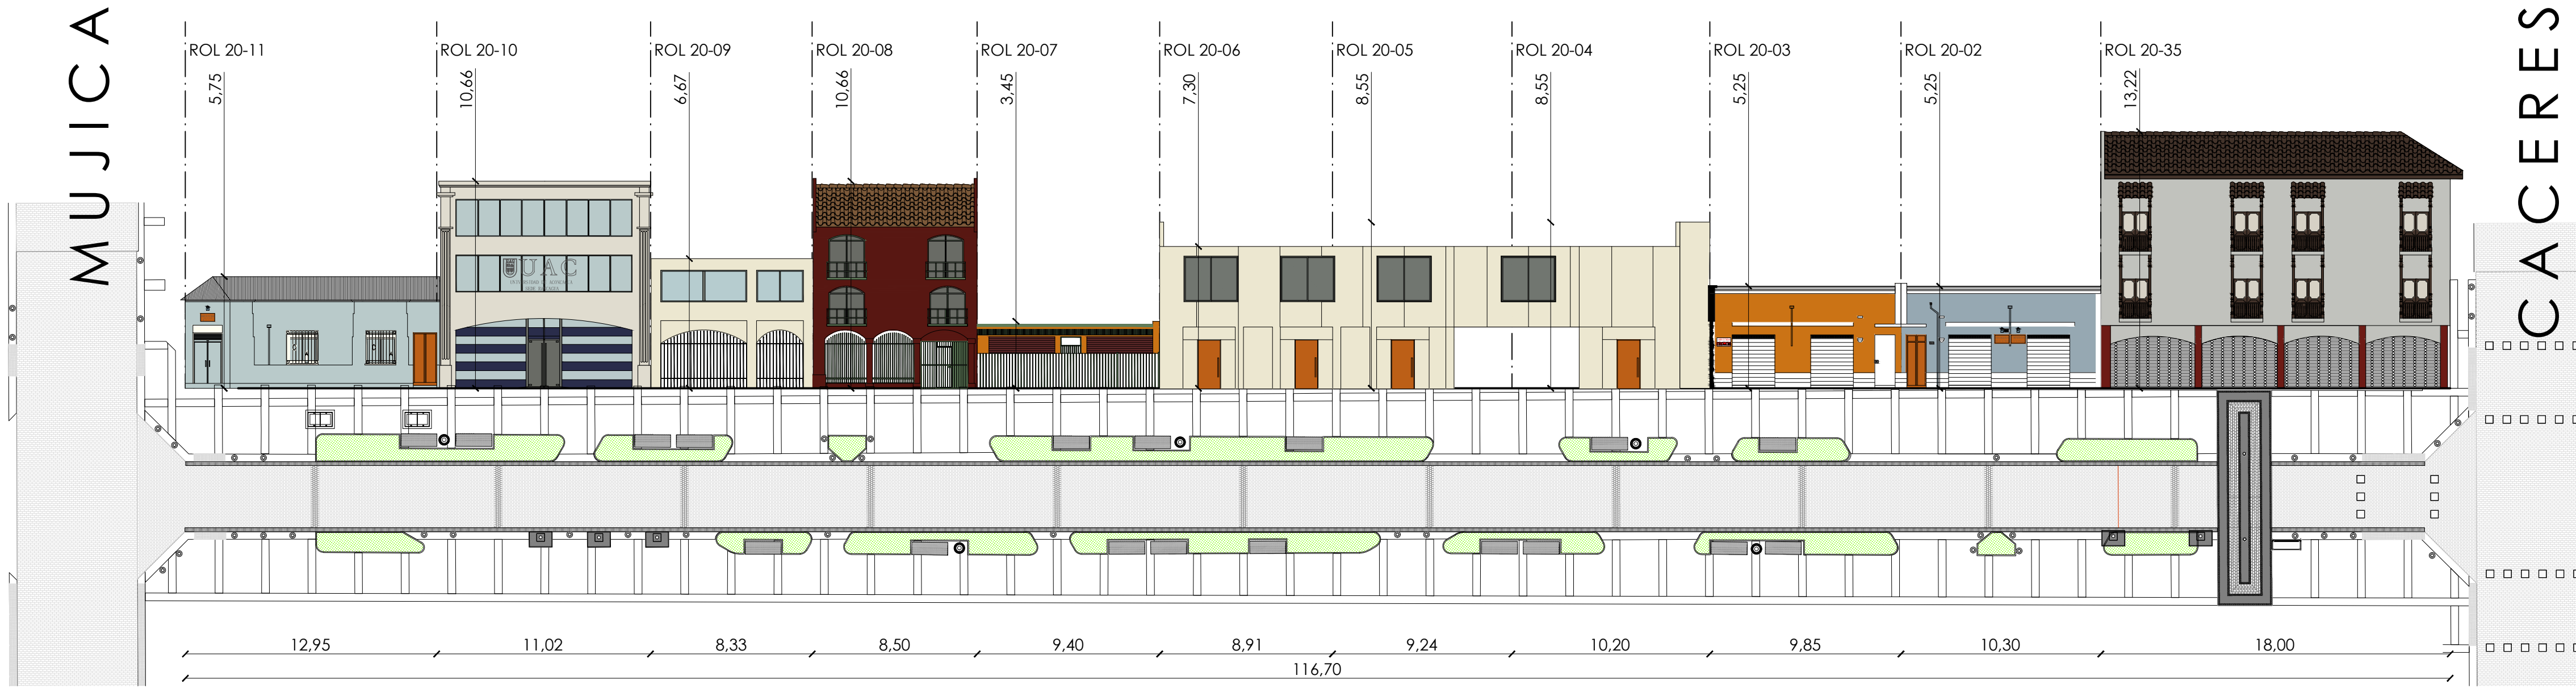 MUJICA
ROL 20-11
ROL 20-10
ROL 20-09
ROL 20-08
ROL 20-07
ROL 20-06
ROL 20-05
ROL 20-04
ROL 20-03
ROL 20-02
ROL 20-35
5,75
10,66
6,67
10,66
3,45
7,30
8,55
8,55
5,25
5,25
13,22
CACERES
UAC
12,95
11,02
8,33
8,50
9,40
8,91
9,24
10,20
9,85
10,30
18,00
116,70